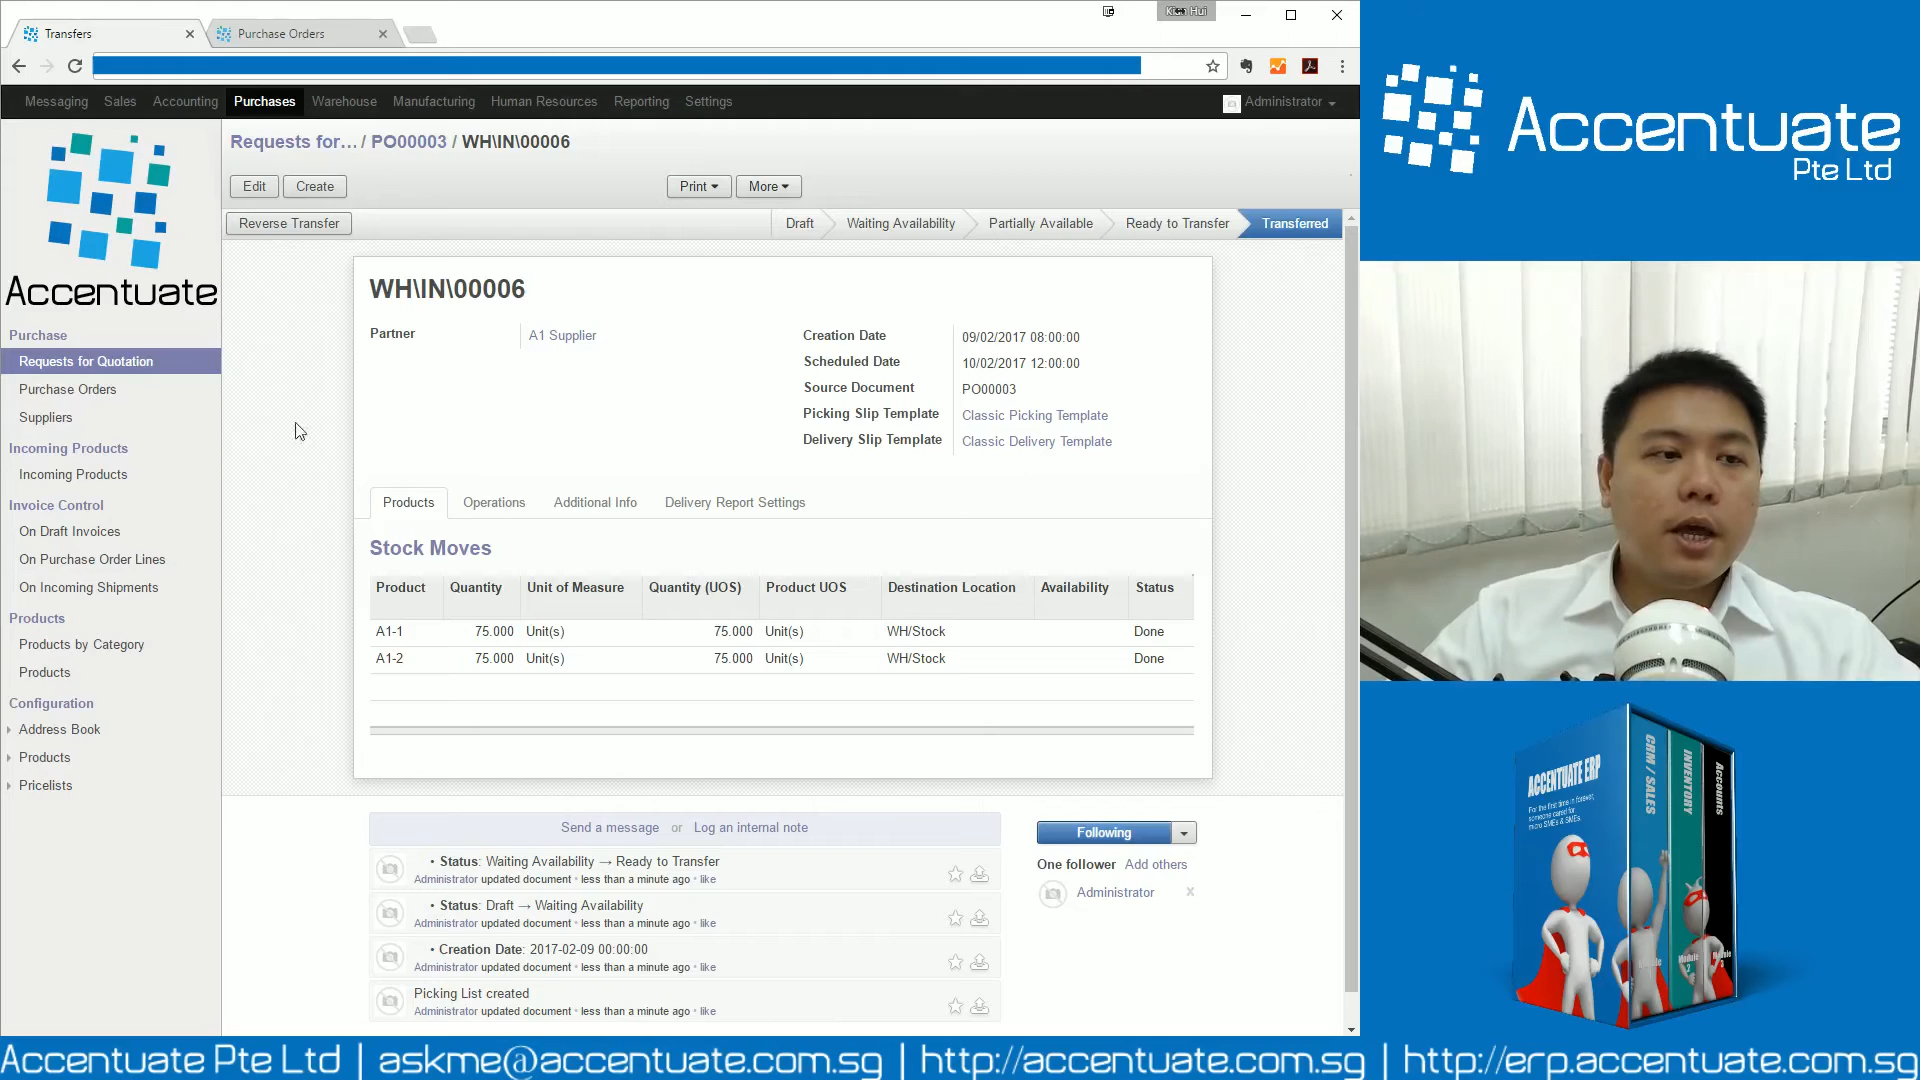 Transfers
Purchase Orders
Messaging Sales Accounting Purchases Warehouse Manufacturing Human Resources Reporting Settings
Administrator
Accentuate
Pte Ltd
Accentuate
Requests for... / PO00003 / WH\IN\00006
Edit Create Print More
Reverse Transfer
Draft Waiting Availability Partially Available Ready to Transfer Transferred
Purchase
Requests for Quotation
Purchase Orders
Suppliers
Incoming Products
Incoming Products
Invoice Control
On Draft Invoices
On Purchase Order Lines
On Incoming Shipments
Products
Products by Category
Products
Configuration
Address Book
Products
Pricelists
WH\IN\00006
Partner A1 Supplier
Creation Date 09/02/2017 08:00:00
Scheduled Date 10/02/2017 12:00:00
Source Document PO00003
Picking Slip Template Classic Picking Template
Delivery Slip Template Classic Delivery Template
Products Operations Additional Info Delivery Report Settings
Stock Moves
Product Quantity Unit of Measure Quantity (UOS) Product UOS Destination Location Availability Status
A1-1 75.000 Unit(s) 75.000 Unit(s) WH/Stock Done
A1-2 75.000 Unit(s) 75.000 Unit(s) WH/Stock Done
Send a message or Log an internal note
• Status: Waiting Availability → Ready to Transfer
Administrator updated document • less than a minute ago • like
• Status: Draft → Waiting Availability
Administrator updated document • less than a minute ago • like
• Creation Date: 2017-02-09 00:00:00
Administrator updated document • less than a minute ago • like
Picking List created
Administrator updated document • less than a minute ago • like
Following
One follower Add others
Administrator x
ACCENTUATE ERP
For the first time in forever,
someone cared for
micro SMEs & SMEs.
CRM / SALES
INVENTORY
Accounts
Accentuate Pte Ltd | askme@accentuate.com.sg | http://accentuate.com.sg | http://erp.accentuate.com.sg